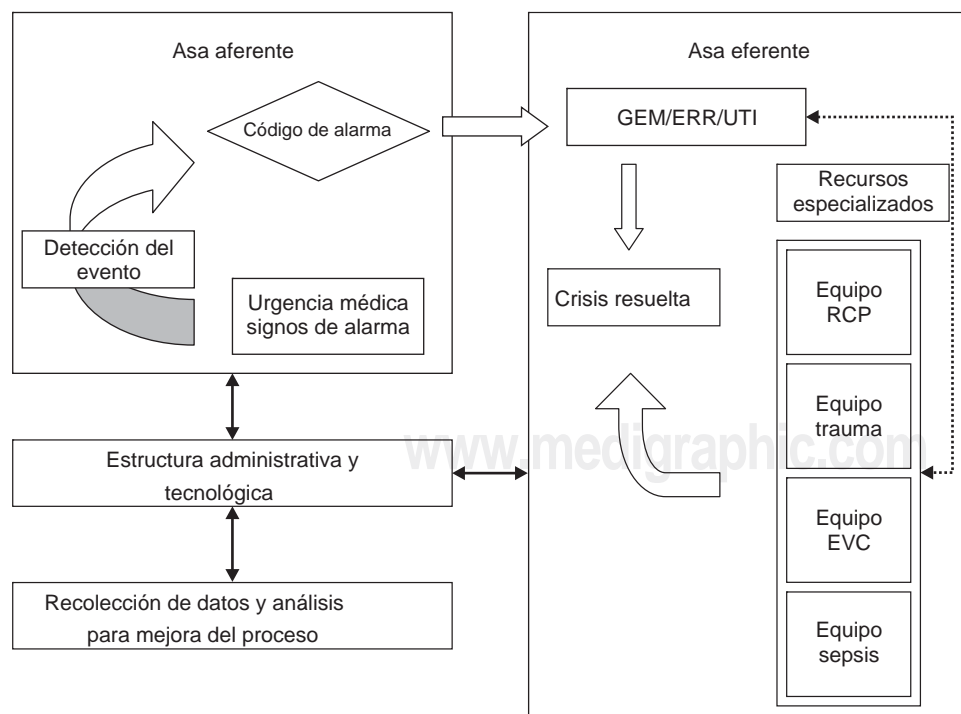 Asa aferente
Código de alarma
Detección del
evento
Urgencia médica
signos de alarma
Estructura administrativa y
tecnológica
Recolección de datos y análisis
para mejora del proceso
Asa eferente
GEM/ERR/UTI
Recursos
especializados
Crisis resuelta
Equipo
RCP
Equipo
trauma
Equipo
EVC
Equipo
sepsis
www.medigraphic.com